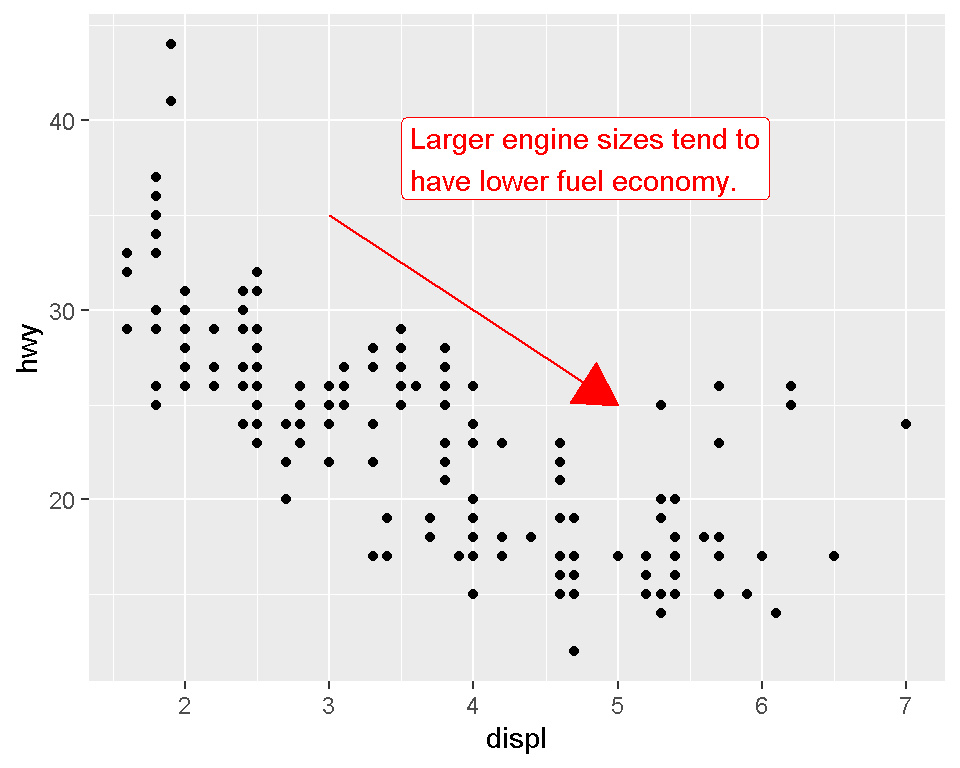 Larger engine sizes tend to
have lower fuel economy.
40
30
20
hwy
2 3 4 5 6 7
displ